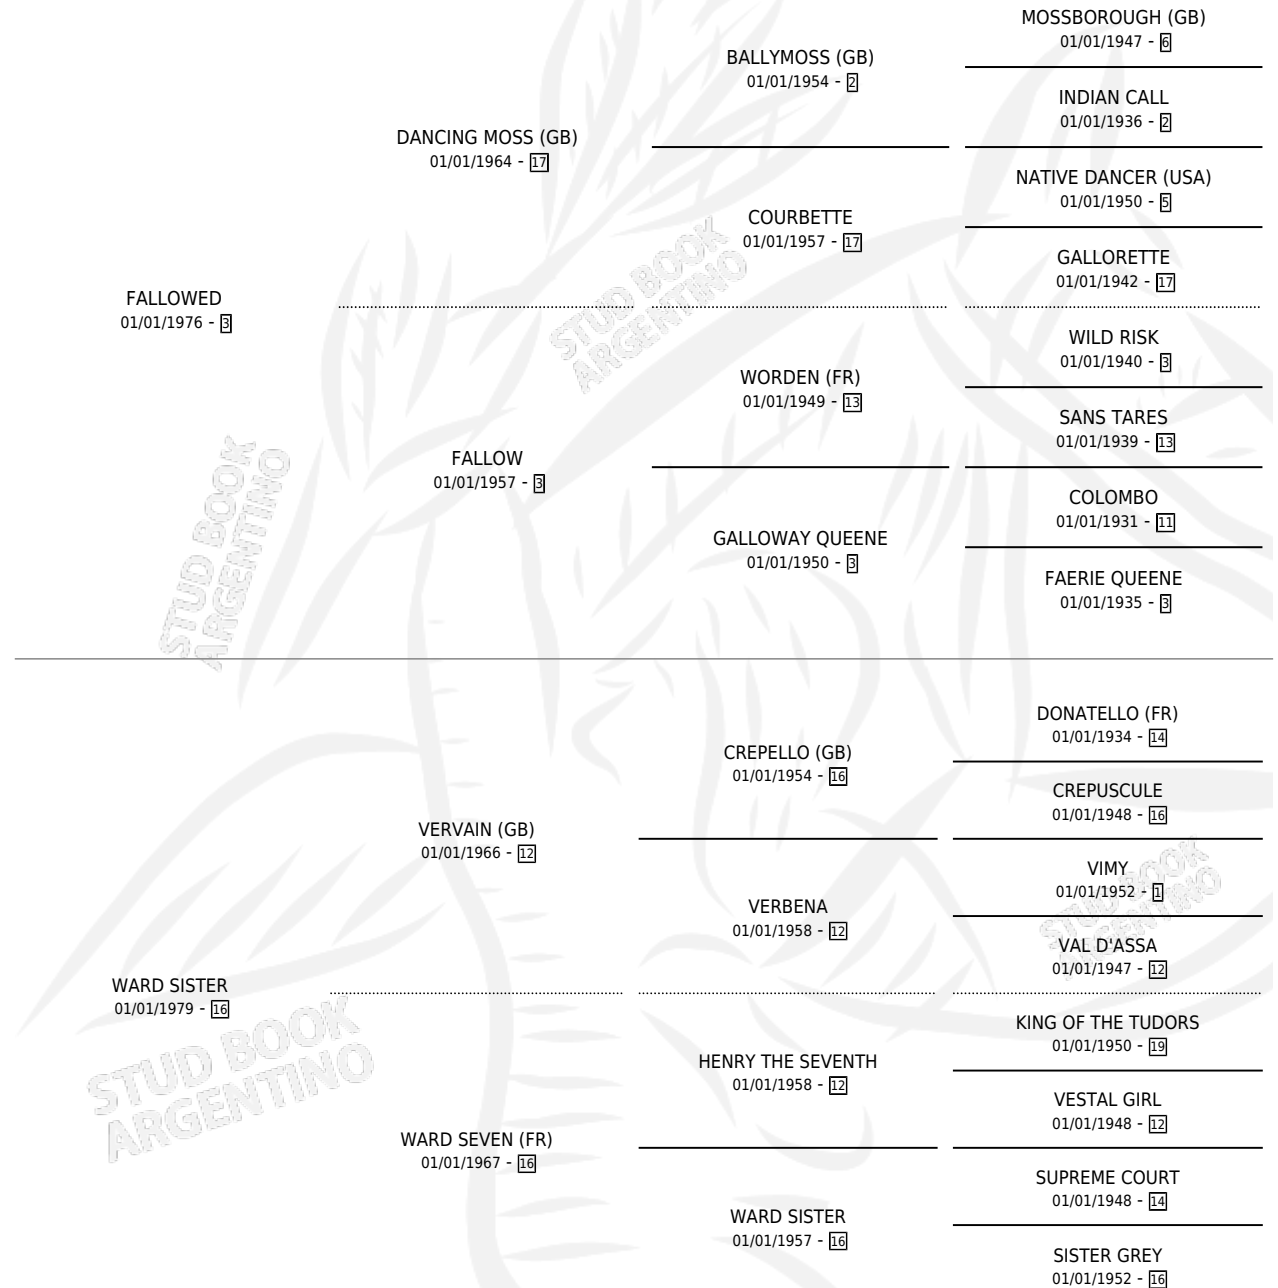 MOSSBOROUGH (GB)
01/01/1947 - 6
BALLYMOSS (GB)
01/01/1954 - 2
INDIAN CALL
01/01/1936 - 2
DANCING MOSS (GB)
01/01/1964 - 17
NATIVE DANCER (USA)
01/01/1950 - 5
COURBETTE
01/01/1957 - 17
GALLORETTE
01/01/1942 - 17
FALLOWED
01/01/1976 - 3
STUD BOOK
ARGENTINO
WILD RISK
01/01/1940 - 3
WORDEN (FR)
01/01/1949 - 13
SANS TARES
01/01/1939 - 13
FALLOW
01/01/1957 - 3
COLOMBO
01/01/1931 - 11
GALLOWAY QUEENE
01/01/1950 - 3
FAERIE QUEENE
01/01/1935 - 3
STUD BOOK
ARGENTINO
DONATELLO (FR)
01/01/1934 - 14
CREPELLO (GB)
01/01/1954 - 16
CREPUSCULE
01/01/1948 - 16
VERVAIN (GB)
01/01/1966 - 12
VIMY
01/01/1952 - 1
VERBENA
01/01/1958 - 12
STUD BOOK
ARGENTINO
VAL D'ASSA
01/01/1947 - 12
WARD SISTER
01/01/1979 - 16
KING OF THE TUDORS
01/01/1950 - 19
HENRY THE SEVENTH
01/01/1958 - 12
VESTAL GIRL
01/01/1948 - 12
STUD BOOK
ARGENTINO
WARD SEVEN (FR)
01/01/1967 - 16
SUPREME COURT
01/01/1948 - 14
WARD SISTER
01/01/1957 - 16
SISTER GREY
01/01/1952 - 16